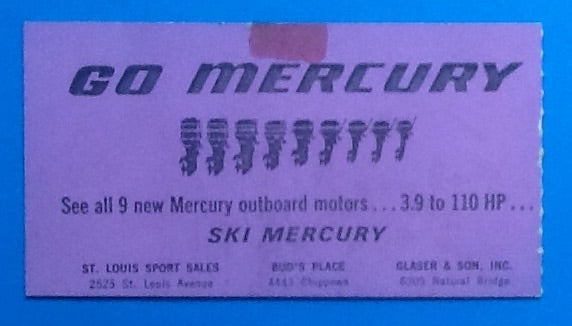 GO MERCURY
See all 9 new Mercury outboard motors...3.9 to 110 HP...
SKI MERCURY
ST. LOUIS SPORT SALES BUD'S PLACE GLASER & SON, INC.
2525 St. Louis Avenue 4443 Chippewa Natural Bridge